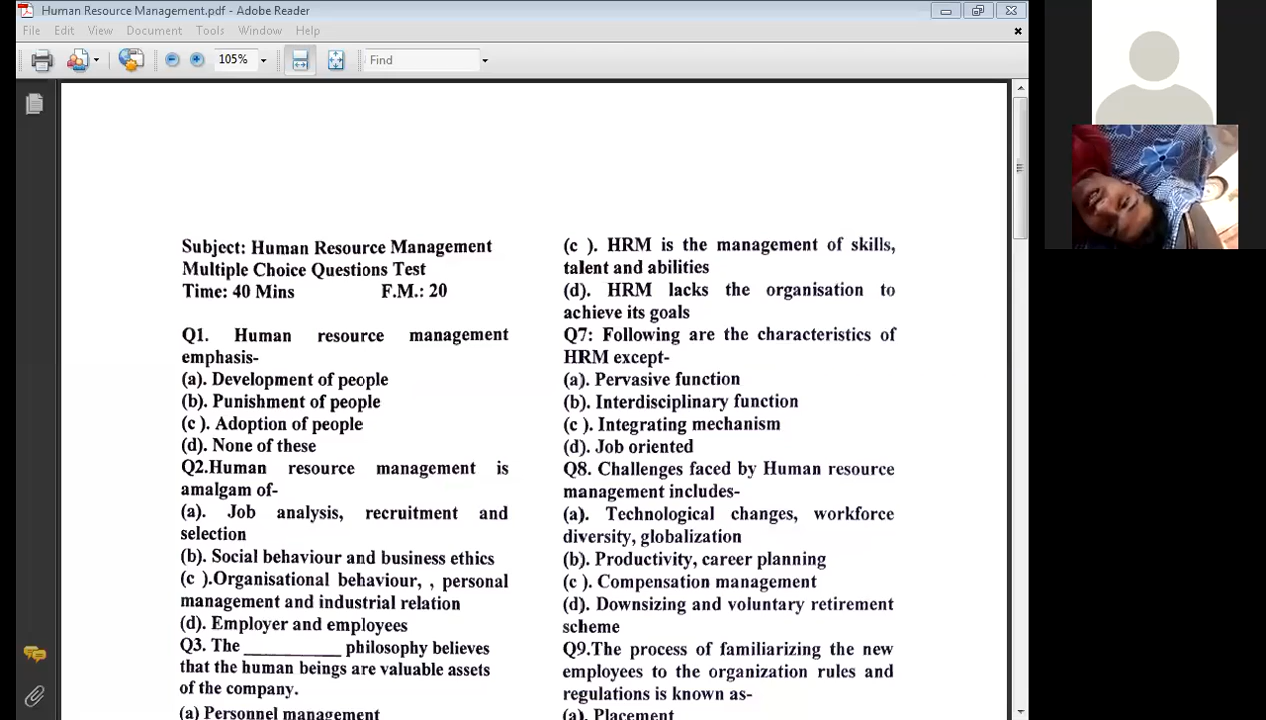 Human Resource Management.pdf - Adobe Reader
File Edit View Document Tools Window Help
105%
Find
Subject: Human Resource Management
Multiple Choice Questions Test
Time: 40 Mins F.M.: 20
Q1. Human resource management
emphasis-
(a). Development of people
(b). Punishment of people
(c ). Adoption of people
(d). None of these
Q2.Human resource management is
amalgam of-
(a). Job analysis, recruitment and
selection
(b). Social behaviour and business ethics
(c ).Organisational behaviour, , personal
management and industrial relation
(d). Employer and employees
Q3. The __________ philosophy believes
that the human beings are valuable assets
of the company.
(a) Personnel management
(c ). HRM is the management of skills,
talent and abilities
(d). HRM lacks the organisation to
achieve its goals
Q7: Following are the characteristics of
HRM except-
(a). Pervasive function
(b). Interdisciplinary function
(c ). Integrating mechanism
(d). Job oriented
Q8. Challenges faced by Human resource
management includes-
(a). Technological changes, workforce
diversity, globalization
(b). Productivity, career planning
(c ). Compensation management
(d). Downsizing and voluntary retirement
scheme
Q9.The process of familiarizing the new
employees to the organization rules and
regulations is known as-
(a). Placement